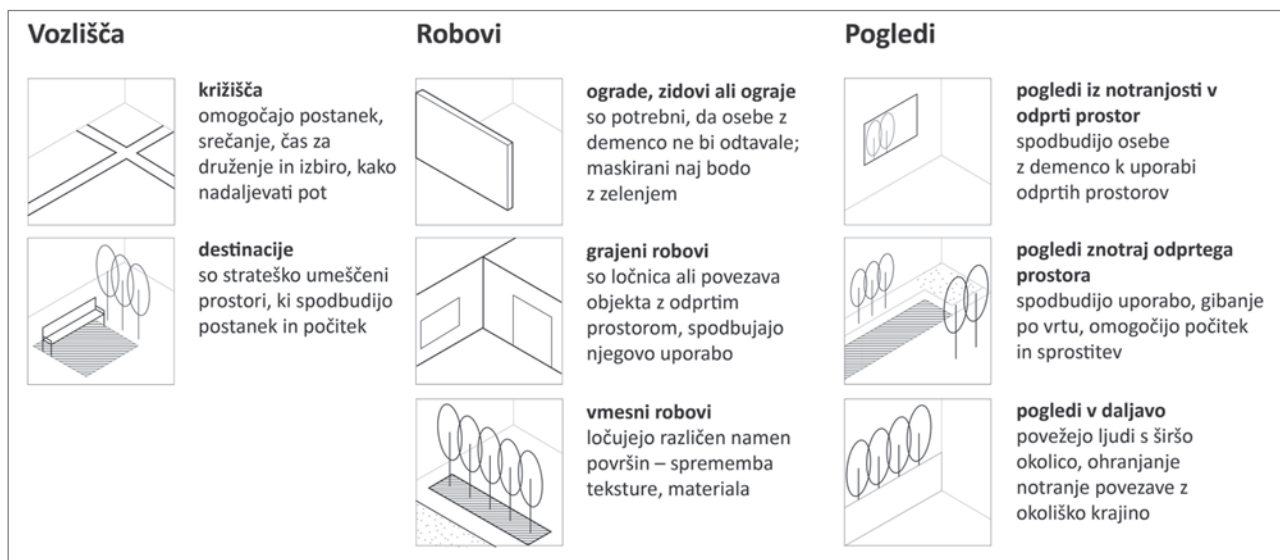 Vozlišča
križišča
omogočajo postanek,
srečanje, čas za
druženje in izbiro, kako
nadaljevati pot
destinacije
so strateško umeščeni
prostori, ki spodbudijo
postanek in počitek
Robovi
ograde, zidovi ali ograje
so potrebni, da osebe z
demenco ne bi odtavale;
maskirani naj bodo
z zelenjem
grajeni robovi
so ločnica ali povezava
objekta z odprtim
prostorom, spodbujajo
njegovo uporabo
vmesni robovi
ločujejo različen namen
površin – sprememba
teksture, materiala
Pogledi
pogledi iz notranjosti v
odprti prostor
spodbudijo osebe
z demenco k uporabi
odprtih prostorov
pogledi znotraj odprtega
prostora
spodbudijo uporabo, gibanje
po vrtu, omogočijo počitek
in sprostitev
pogledi v daljavo
povežejo ljudi s širšo
okolico, ohranjanje
notranje povezave z
okoliško krajino